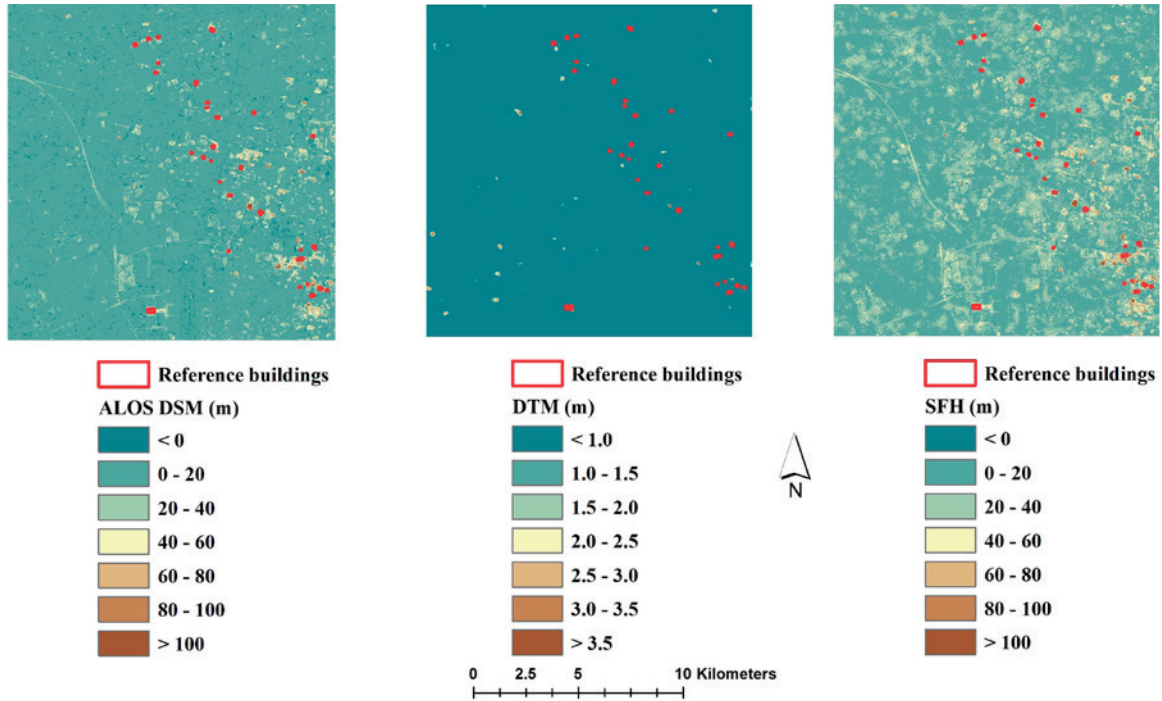 Reference buildings
ALOS DSM (m)
< 0
0 - 20
20 - 40
40 - 60
60 - 80
80 - 100
> 100
Reference buildings
DTM (m)
< 1.0
1.0 - 1.5
1.5 - 2.0
2.0 - 2.5
2.5 - 3.0
3.0 - 3.5
> 3.5
N
Reference buildings
SFH (m)
< 0
0 - 20
20 - 40
40 - 60
60 - 80
80 - 100
> 100
0 2.5 5 10 Kilometers